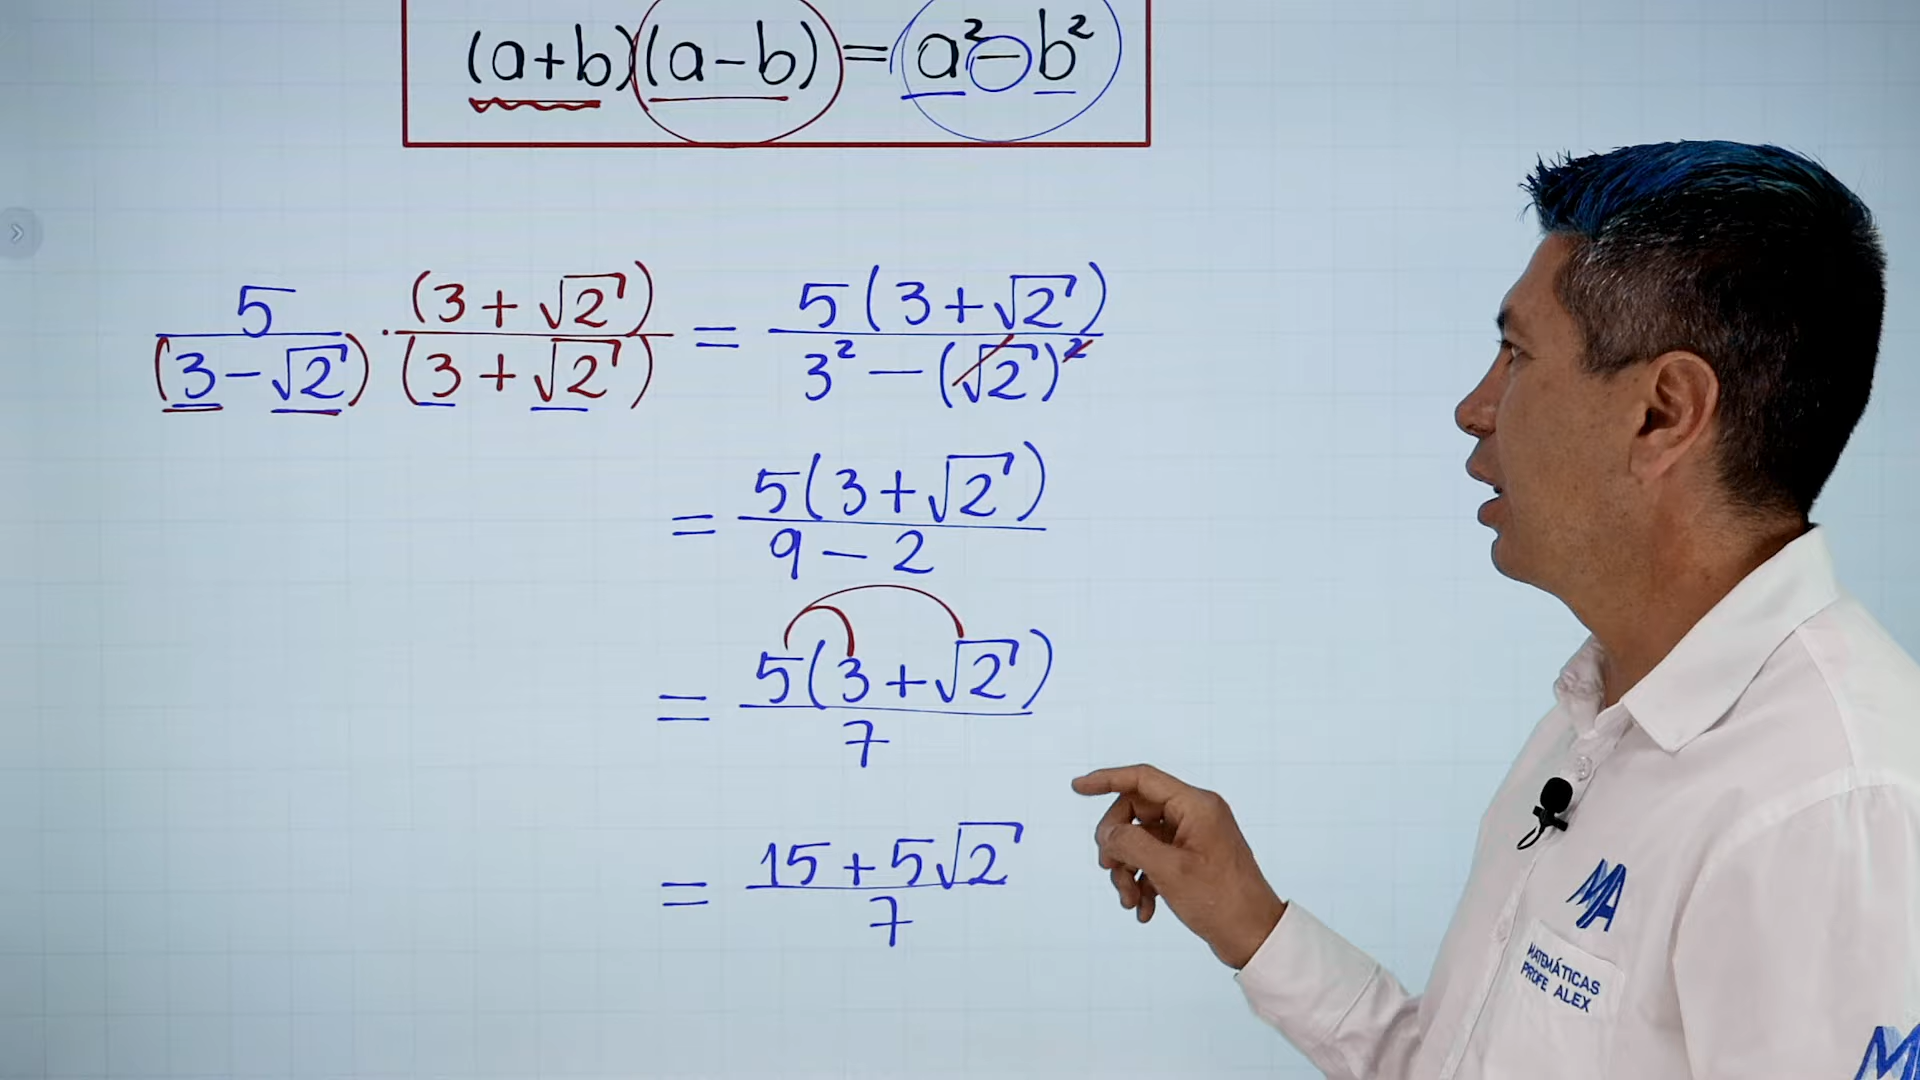 (a+b)(a-b) = a²-b²
5/(3-√2) · (3+√2)/(3+√2) = 5(3+√2)/3²-(√2)²
= 5(3+√2)/9-2
= 5(3+√2)/7
= 15+5√2/7
MA
MATEMÁTICAS
PROFE ALEX